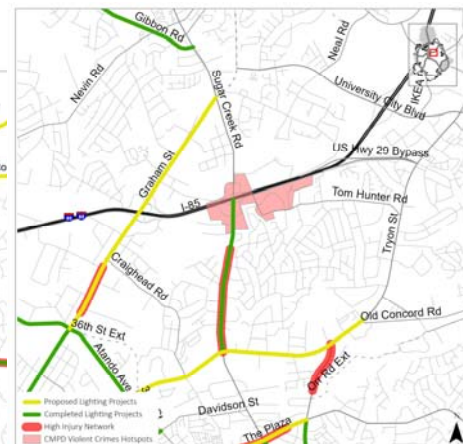 Gibbon Rd
Neal Rd
IKEA
Nevin Rd
Sugar Creek Rd
University City Blvd
US Hwy 29 Bypass
Graham St
I-85
Tom Hunter Rd
Tryon St
Craighead Rd
36th St Ext
Old Concord Rd
Atando Ave
Orr Rd Ext
Davidson St
The Plaza
Proposed Lighting Projects
Completed Lighting Projects
High Injury Network
CMPD Violent Crimes Hotspots